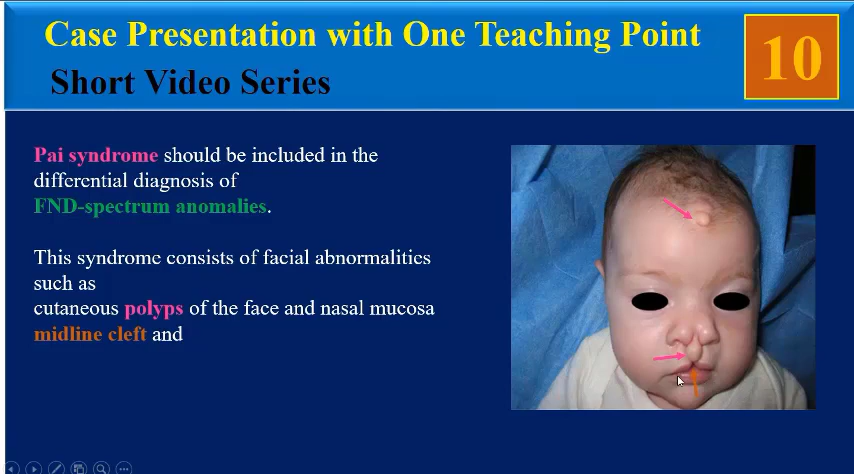 Case Presentation with One Teaching Point
Short Video Series
10
Pai syndrome should be included in the
differential diagnosis of
FND-spectrum anomalies.
This syndrome consists of facial abnormalities
such as
cutaneous polyps of the face and nasal mucosa
midline cleft and